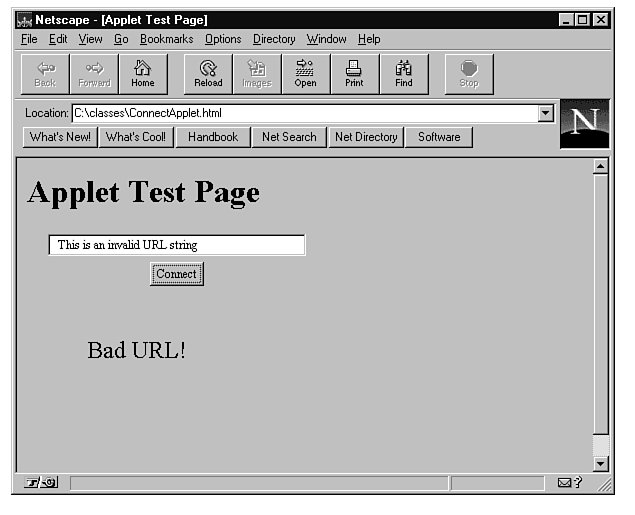 Netscape - [Applet Test Page]
File Edit View Go Bookmarks Options Directory Window Help
Back Forward Home Reload Images Open Print Find Stop
Location: C:\classes\ConnectApplet.html
N
What's New! What's Cool! Handbook Net Search Net Directory Software
Applet Test Page
This is an invalid URL string
Connect
Bad URL!
?